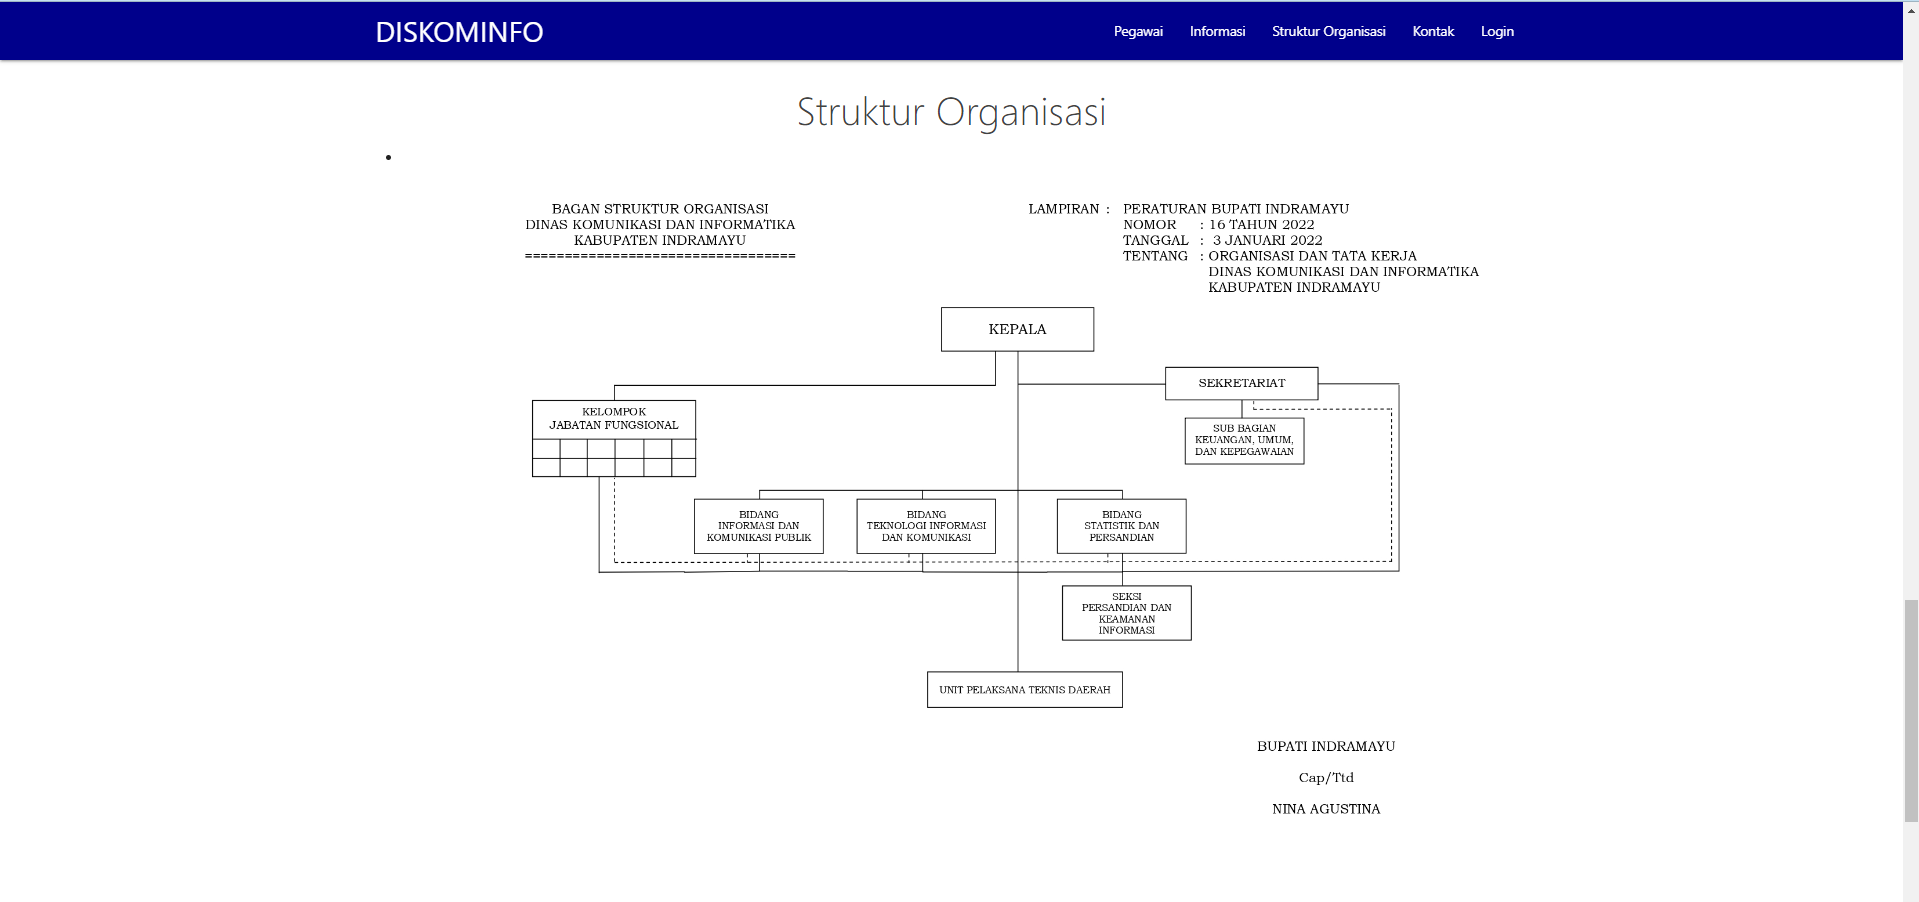 DISKOMINFO
Pegawai Informasi Struktur Organisasi Kontak Login
Struktur Organisasi
BAGAN STRUKTUR ORGANISASI
DINAS KOMUNIKASI DAN INFORMATIKA
KABUPATEN INDRAMAYU
==================================
LAMPIRAN : PERATURAN BUPATI INDRAMAYU
NOMOR : 16 TAHUN 2022
TANGGAL : 3 JANUARI 2022
TENTANG : ORGANISASI DAN TATA KERJA
DINAS KOMUNIKASI DAN INFORMATIKA
KABUPATEN INDRAMAYU
KEPALA
SEKRETARIAT
KELOMPOK
JABATAN FUNGSIONAL
SUB BAGIAN
KEUANGAN, UMUM,
DAN KEPEGAWAIAN
BIDANG
INFORMASI DAN
KOMUNIKASI PUBLIK
BIDANG
TEKNOLOGI INFORMASI
DAN KOMUNIKASI
BIDANG
STATISTIK DAN
PERSANDIAN
SEKSI
PERSANDIAN DAN
KEAMANAN
INFORMASI
UNIT PELAKSANA TEKNIS DAERAH
BUPATI INDRAMAYU
Cap/Ttd
NINA AGUSTINA